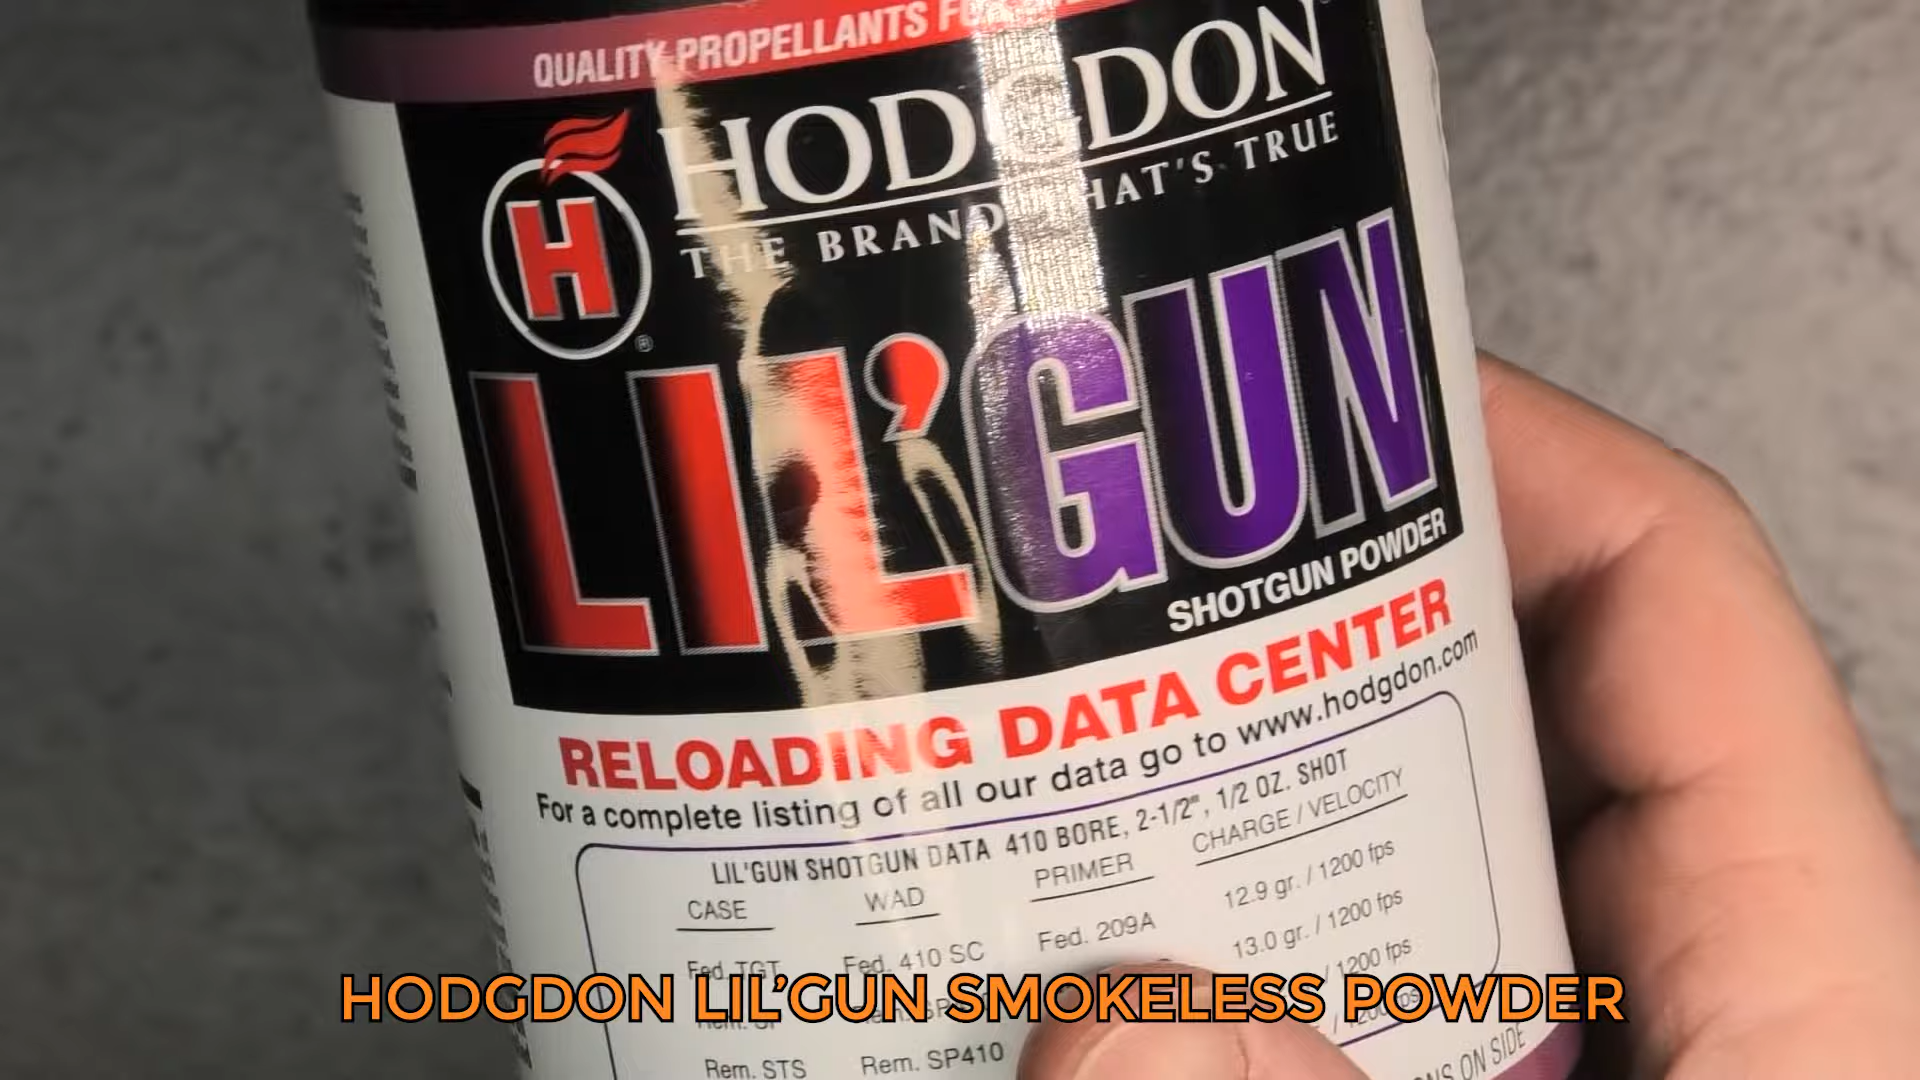 QUALITY PROPELLANTS
HODGDON
THE BRAND THAT'S TRUE
H
®
LIL'GUN
SHOTGUN POWDER
RELOADING DATA CENTER
For a complete listing of all our data go to www.hodgdon.com
LIL'GUN SHOTGUN DATA 410 BORE, 2-1/2", 1/2 OZ. SHOT
CASE WAD PRIMER CHARGE / VELOCITY
Fed. TGT Fed. 410 SC Fed. 209A 12.9 gr. / 1200 fps
13.0 gr. / 1200 fps
/ 1200 fps
Rem. STS Rem. SP410
ON SIDE
HODGDON LIL'GUN SMOKELESS POWDER